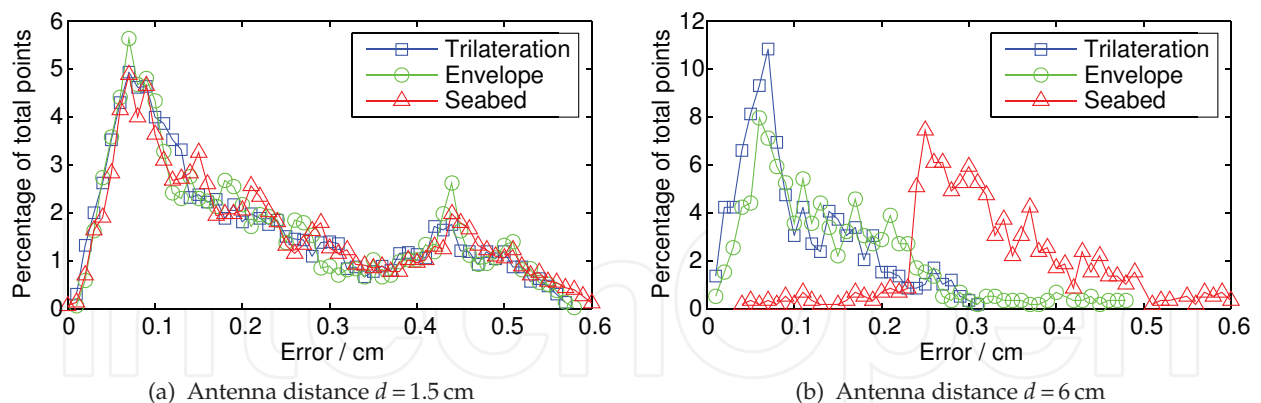 Percentage of total points
6
5
4
3
2
1
0
0 0.1 0.2 0.3 0.4 0.5 0.6
Error / cm
Trilateration
Envelope
Seabed
(a) Antenna distance d = 1.5 cm
Percentage of total points
12
10
8
6
4
2
0
0 0.1 0.2 0.3 0.4 0.5 0.6
Error / cm
Trilateration
Envelope
Seabed
(b) Antenna distance d = 6 cm
intechopen